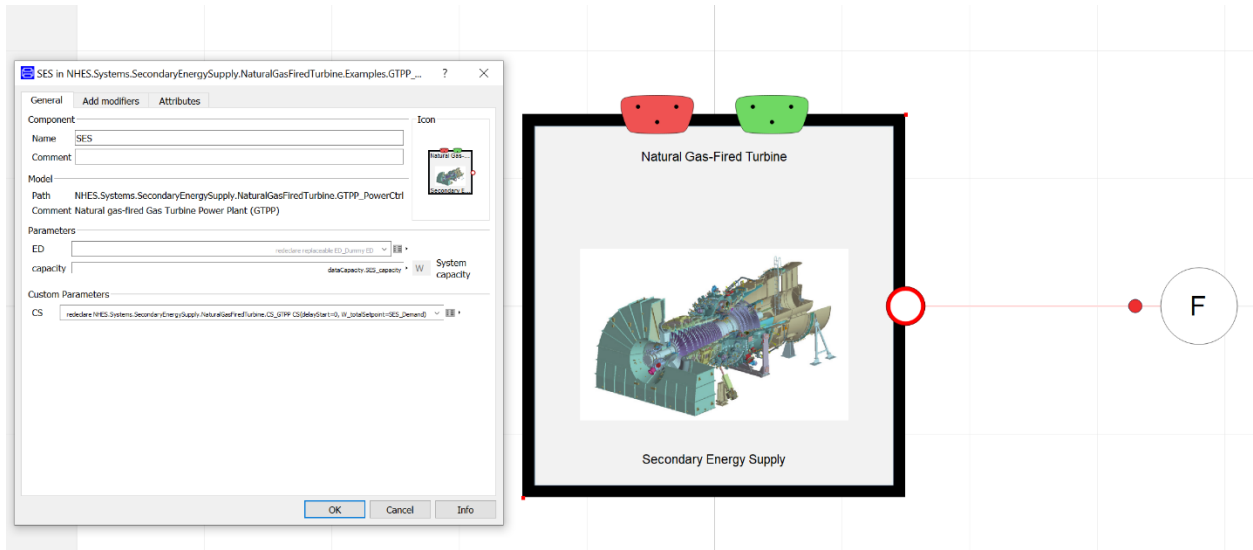 SES in NHES.Systems.SecondaryEnergySupply.NaturalGasFiredTurbine.Examples.GTPP_... ? ×
General Add modifiers Attributes
Component
Icon
Name SES
Comment
Natural Gas-...
Secondary E...
Model
Path NHES.Systems.SecondaryEnergySupply.NaturalGasFiredTurbine.GTPP_PowerCtrl
Comment Natural gas-fired Gas Turbine Power Plant (GTPP)
Parameters
ED redeclare replaceable ED_Dummy ED
capacity dataCapacity.SES_capacity W System capacity
Custom Parameters
CS redeclare NHES.Systems.SecondaryEnergySupply.NaturalGasFiredTurbine.CS_GTPP CS(delayStart=0, W_totalSetpoint=SES_Demand)
OK Cancel Info
Natural Gas-Fired Turbine
Secondary Energy Supply
F